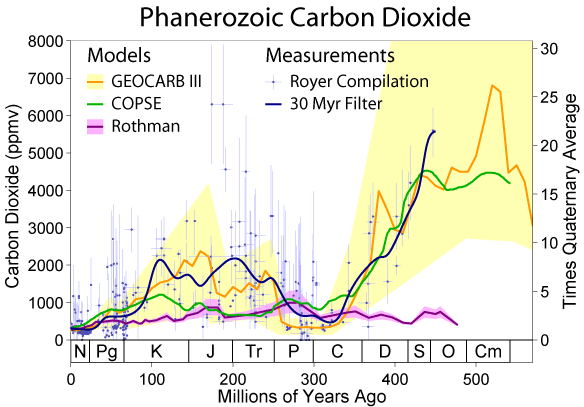 Phanerozoic Carbon Dioxide
Models
GEOCARB III
COPSE
Rothman
Measurements
Royer Compilation
30 Myr Filter
Carbon Dioxide (ppmv)
8000
7000
6000
5000
4000
3000
2000
1000
0
Times Quaternary Average
30
25
20
15
10
5
0
N Pg K J Tr P C D S O Cm
0 100 200 300 400 500
Millions of Years Ago